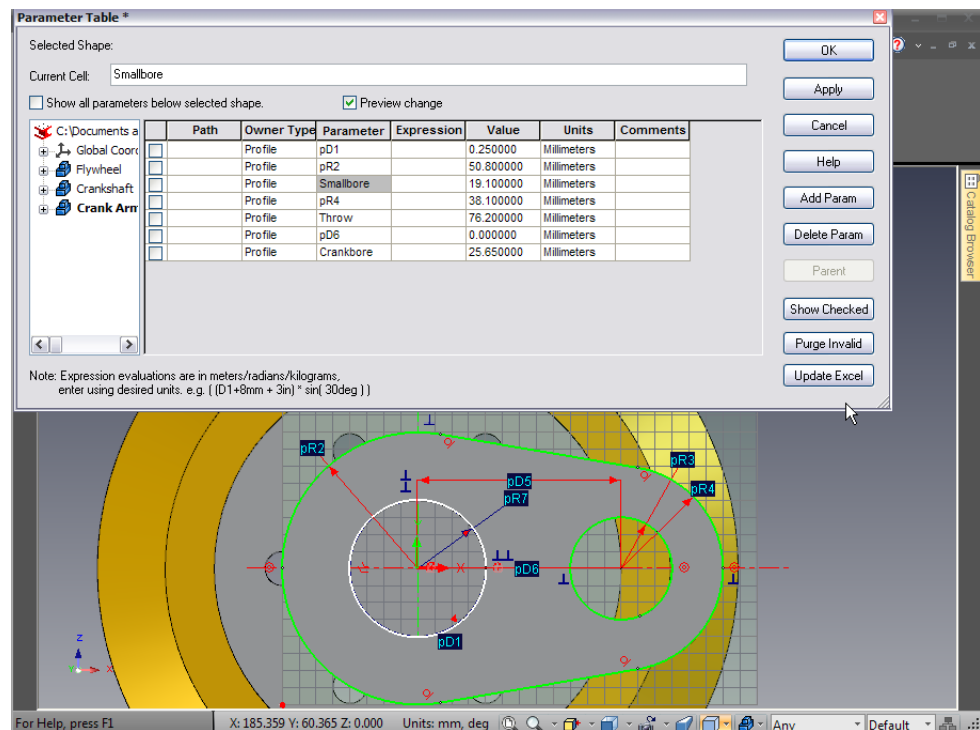 Parameter Table *
Selected Shape:
OK
Current Cell: Smallbore
Apply
Show all parameters below selected shape. Preview change
C:\Documents a
Global Coord
Flywheel
Crankshaft
Crank Arm
Path Owner Type Parameter Expression Value Units Comments
Profile pD1 0.250000 Millimeters
Profile pR2 50.800000 Millimeters
Profile Smallbore 19.100000 Millimeters
Profile pR4 38.100000 Millimeters
Profile Throw 76.200000 Millimeters
Profile pD6 0.000000 Millimeters
Profile Crankbore 25.650000 Millimeters
Cancel
Help
Add Param
Delete Param
Parent
Show Checked
Purge Invalid
Update Excel
Note: Expression evaluations are in meters/radians/kilograms,
enter using desired units. e.g. ( (D1+8mm + 3in) * sin( 30deg ) )
Catalog Browser
pR2
pR3
pD5
pR4
pR7
pD6
pD1
z
x
For Help, press F1 X: 185.359 Y: 60.365 Z: 0.000 Units: mm, deg Any Default